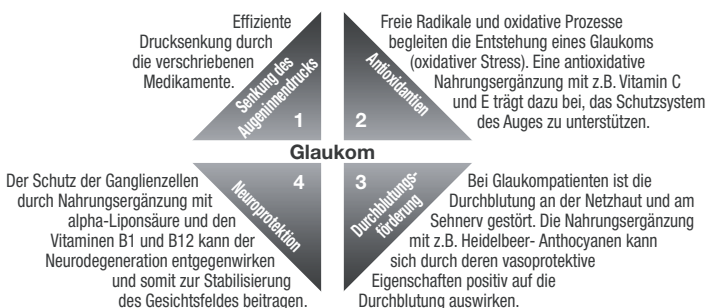 Effiziente
Drucksenkung durch
die verschriebenen
Medikamente.
Senkung des
Augeninnendrucks
1
Freie Radikale und oxidative Prozesse
begleiten die Entstehung eines Glaukoms
(oxidativer Stress). Eine antioxidative
Nahrungsergänzung mit z.B. Vitamin C
und E trägt dazu bei, das Schutzsystem
des Auges zu unterstützen.
Antioxidantien
2
Glaukom
Der Schutz der Ganglienzellen
durch Nahrungsergänzung mit
alpha-Liponsäure und den
Vitaminen B1 und B12 kann der
Neurodegeneration entgegenwirken
und somit zur Stabilisierung
des Gesichtsfeldes beitragen.
4
Neuroprotektion
3
Durchblutungs-
förderung
Bei Glaukompatienten ist die
Durchblutung an der Netzhaut und am
Sehnerv gestört. Die Nahrungsergänzung
mit z.B. Heidelbeer- Anthocyanen kann
sich durch deren vasoprotektive
Eigenschaften positiv auf die
Durchblutung auswirken.